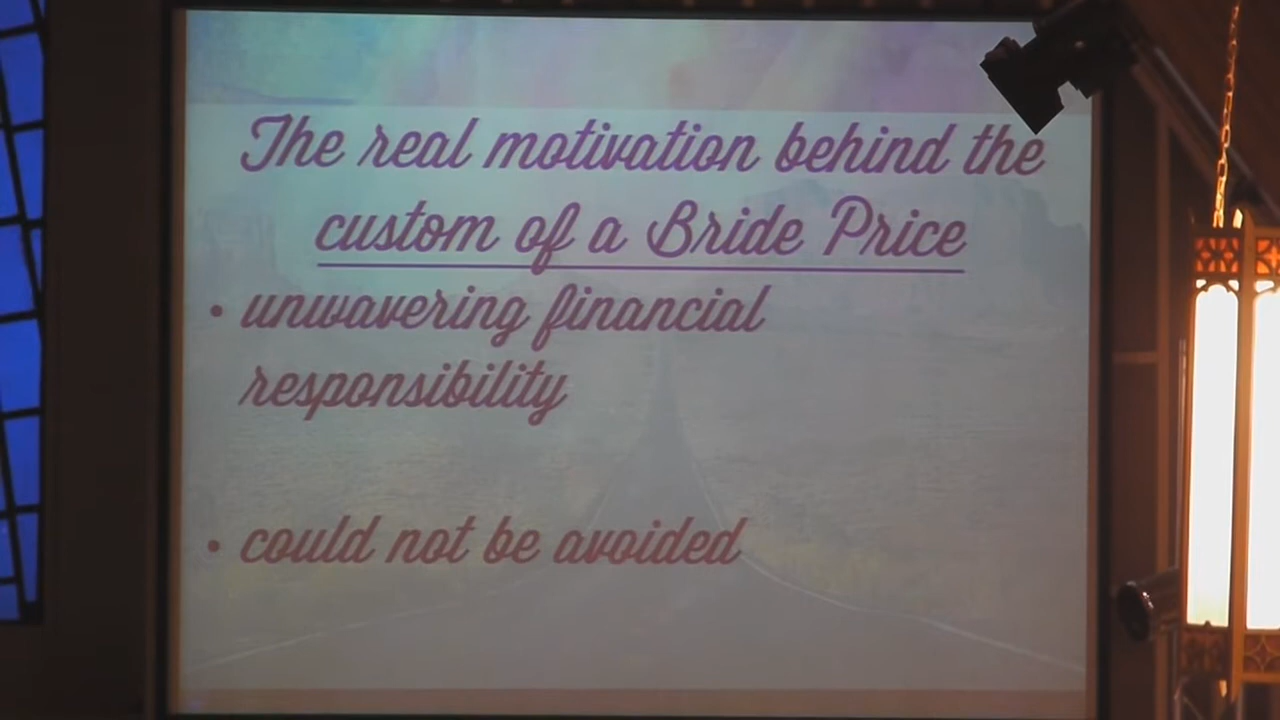 The real motivation behind the
custom of a Bride Price
• unwavering financial
responsibility
• could not be avoided